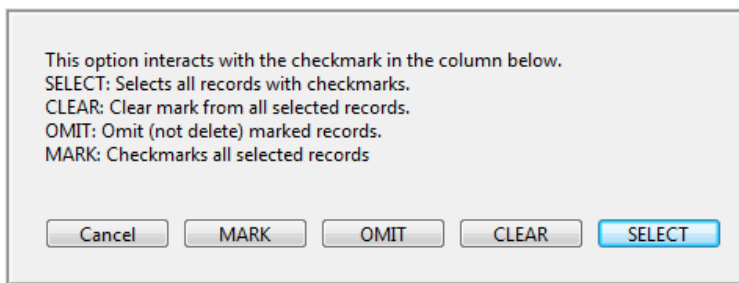 This option interacts with the checkmark in the column below.
SELECT: Selects all records with checkmarks.
CLEAR: Clear mark from all selected records.
OMIT: Omit (not delete) marked records.
MARK: Checkmarks all selected records
Cancel MARK OMIT CLEAR SELECT